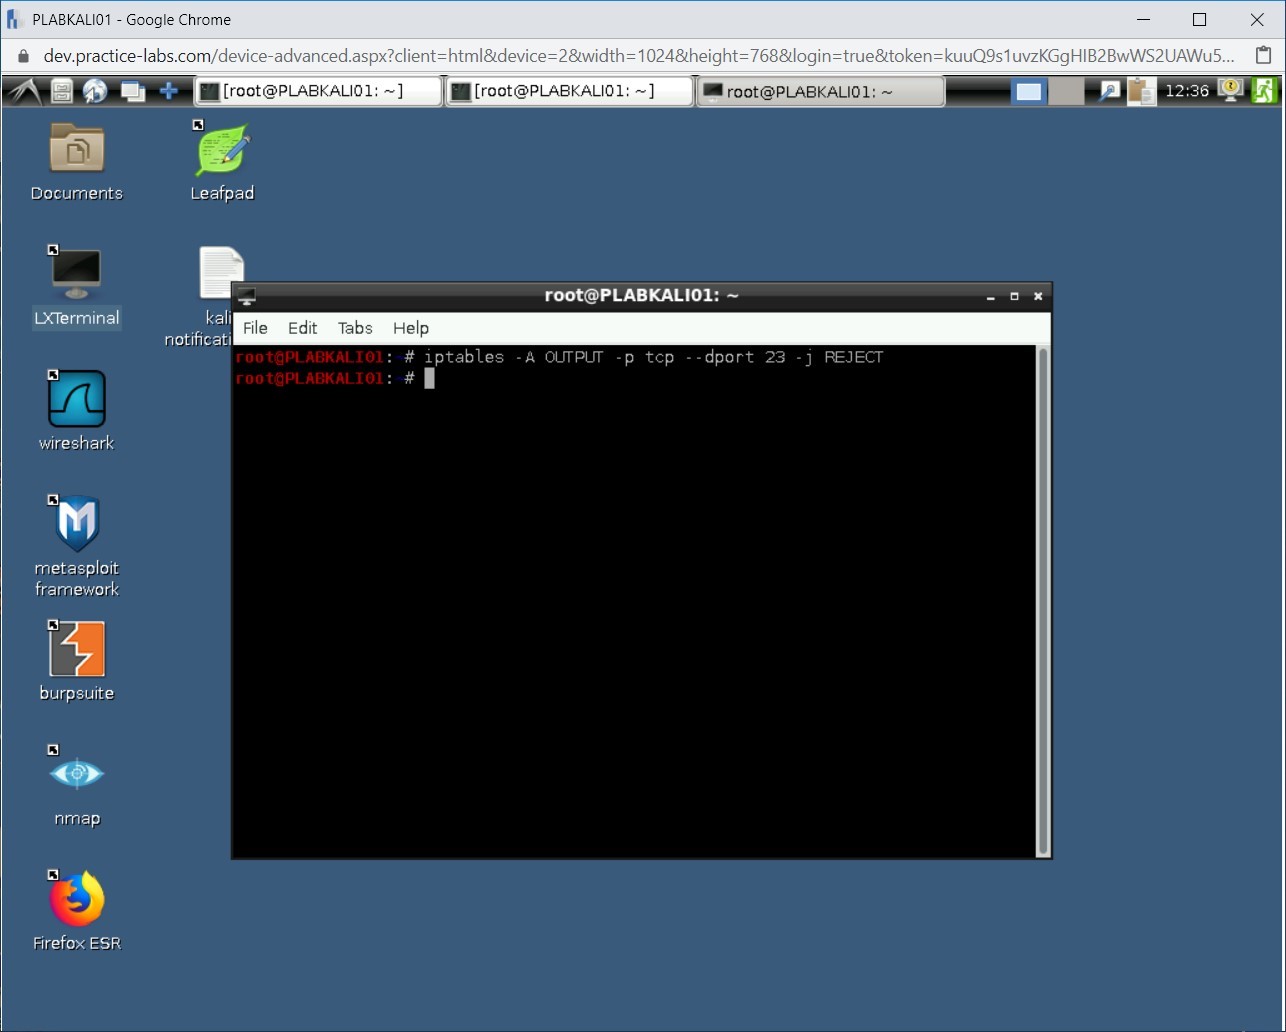 PLABKALI01 - Google Chrome
dev.practice-labs.com/device-advanced.aspx?client=html&device=2&width=1024&height=768&login=true&token=kuuQ9s1uvzKGgHIB2BwWS2UAWu5...
[root@PLABKALI01: ~]
[root@PLABKALI01: ~]
root@PLABKALI01: ~
12:36
Documents
Leafpad
LXTerminal
kali
notificati
wireshark
metasploit
framework
burpsuite
nmap
Firefox ESR
root@PLABKALI01: ~
File Edit Tabs Help
root@PLABKALI01:~# iptables -A OUTPUT -p tcp --dport 23 -j REJECT
root@PLABKALI01:~#